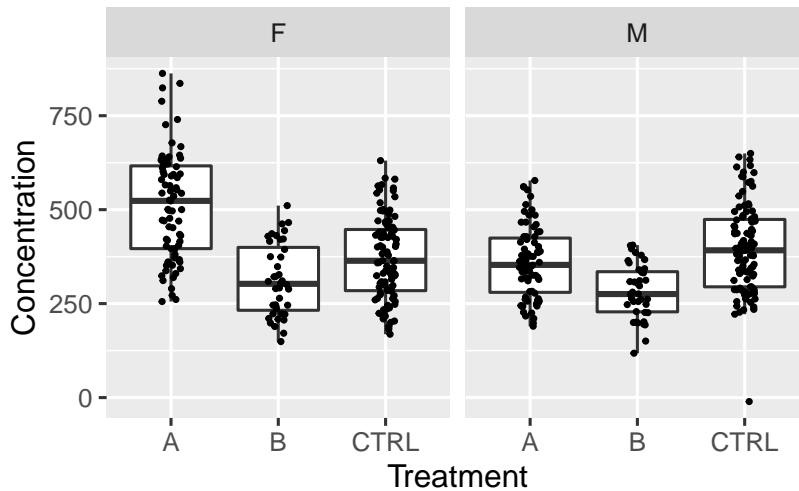 F
M
Concentration
750
500
250
0
A
B
CTRL
A
B
CTRL
Treatment